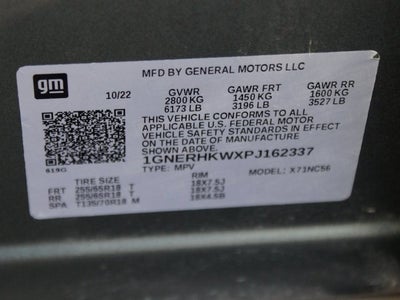 gm
MFD BY GENERAL MOTORS LLC
10/22 GVWR GAWR FRT GAWR RR
2800 KG 1450 KG 1600 KG
6173 LB 3196 LB 3527 LB
THIS VEHICLE CONFORMS TO ALL
APPLICABLE U.S. FEDERAL MOTOR
VEHICLE SAFETY STANDARDS IN
EFFECT ON THE DATE OF
MANUFACTURE SHOWN ABOVE.
1GNERHKWXPJ162337
TYPE: MPV MODEL: X71NC56
TIRE SIZE RIM
FRT 255/65R18 T 18X7.5J
RR 255/65R18 T 18X7.5J
SPA T135/70R18 M 18X4.5B